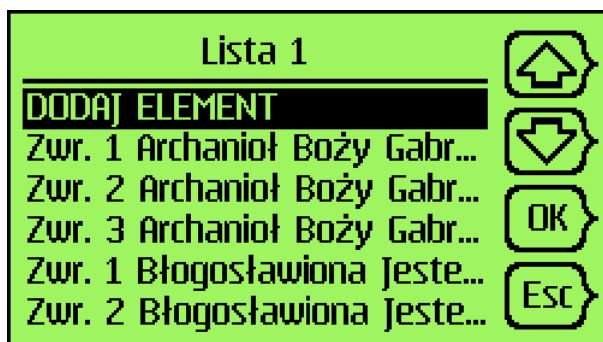 Lista 1
DODAJ ELEMENT
Zwr. 1 Archanioł Boży Gabr...
Zwr. 2 Archanioł Boży Gabr...
Zwr. 3 Archanioł Boży Gabr...
OK
Zwr. 1 Błogosławiona Jeste...
Esc
Zwr. 2 Błogosławiona Jeste...